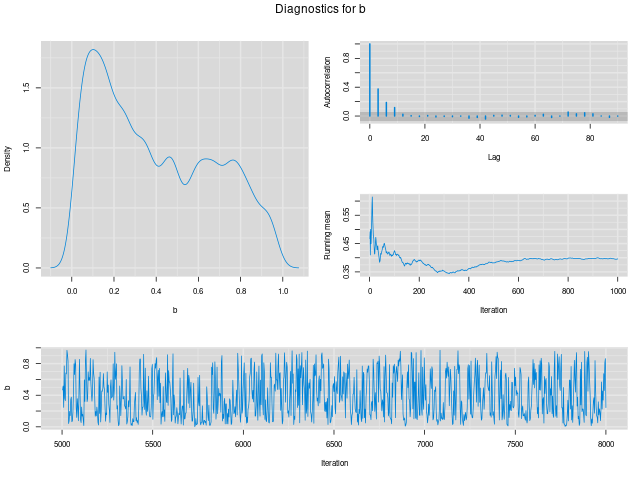 Diagnostics for b
Density
0.0 0.5 1.0 1.5
0.0 0.2 0.4 0.6 0.8 1.0
b
Autocorrelation
0.0 0.4 0.8
0 20 40 60 80
Lag
Running mean
0.35 0.45 0.55
0 200 400 600 800 1000
Iteration
b
0.0 0.4 0.8
5000 5500 6000 6500 7000 7500 8000
Iteration